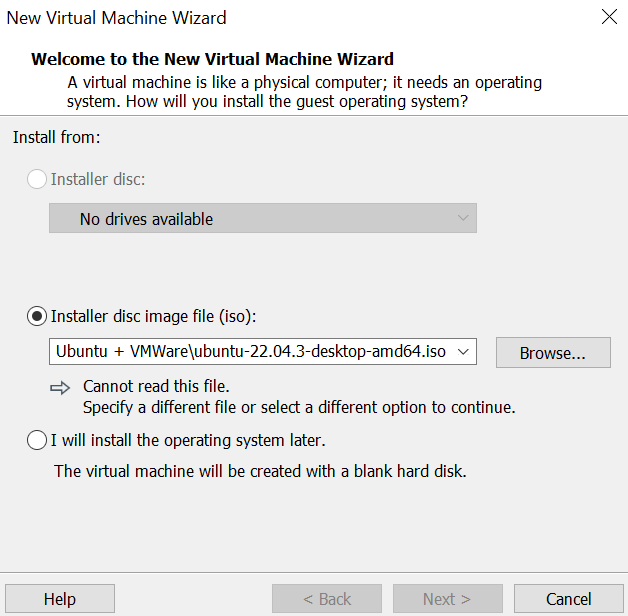 New Virtual Machine Wizard
Welcome to the New Virtual Machine Wizard
A virtual machine is like a physical computer; it needs an operating
system. How will you install the guest operating system?
Install from:
Installer disc:
No drives available
Installer disc image file (iso):
Ubuntu + VMWare\ubuntu-22.04.3-desktop-amd64.iso
Browse...
Cannot read this file.
Specify a different file or select a different option to continue.
I will install the operating system later.
The virtual machine will be created with a blank hard disk.
Help
< Back
Next >
Cancel